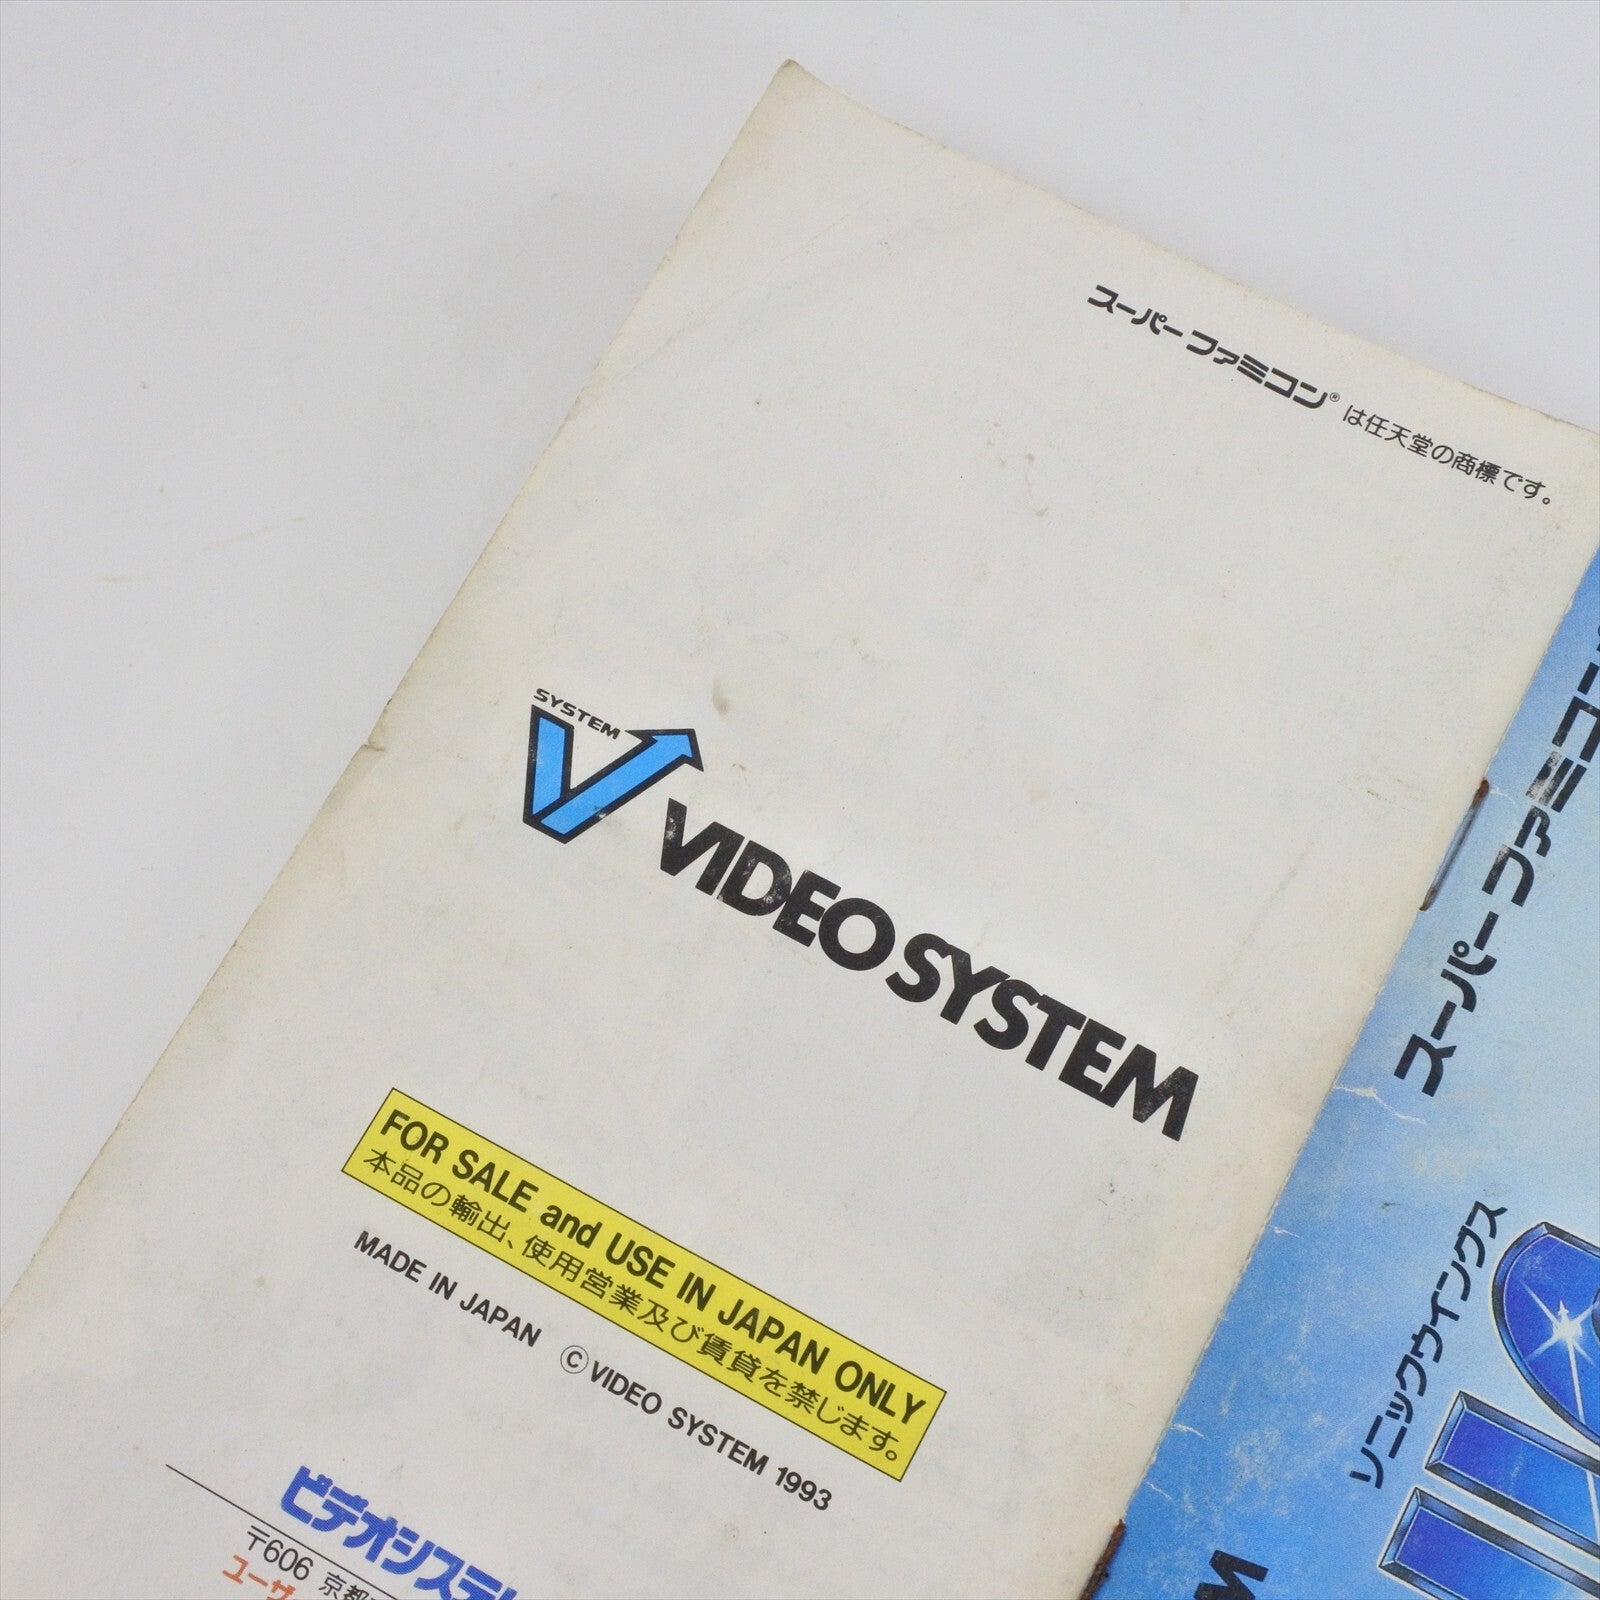 スーパーファミコン® は任天堂の商標です。
SYSTEM
VIDEO SYSTEM
FOR SALE and USE IN JAPAN ONLY
本品の輸出、使用営業及び賃貸を禁じます。
MADE IN JAPAN ©VIDEO SYSTEM 1993
ビデオシステ
〒606 京都
ユーザ
スーパーファミコン
ソニックウイングス